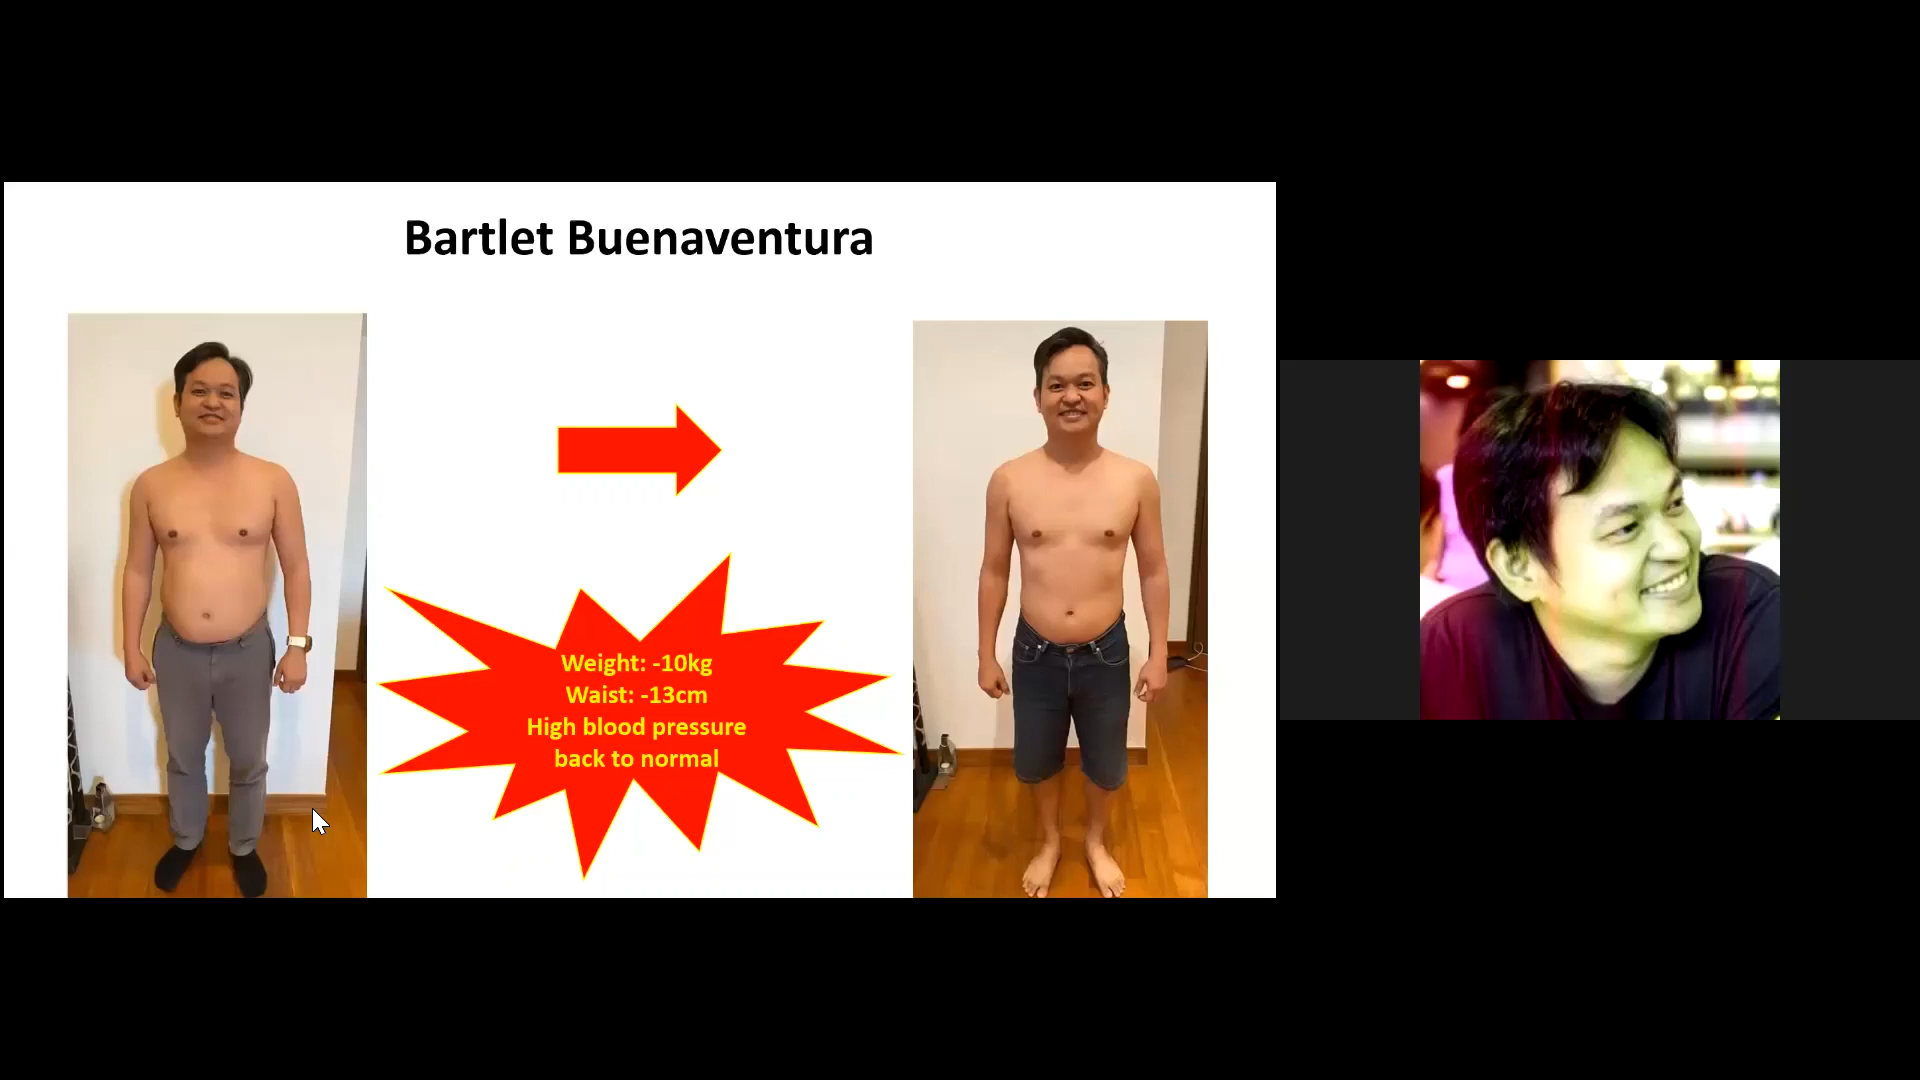 Bartlet Buenaventura
Weight: -10kg
Waist: -13cm
High blood pressure
back to normal